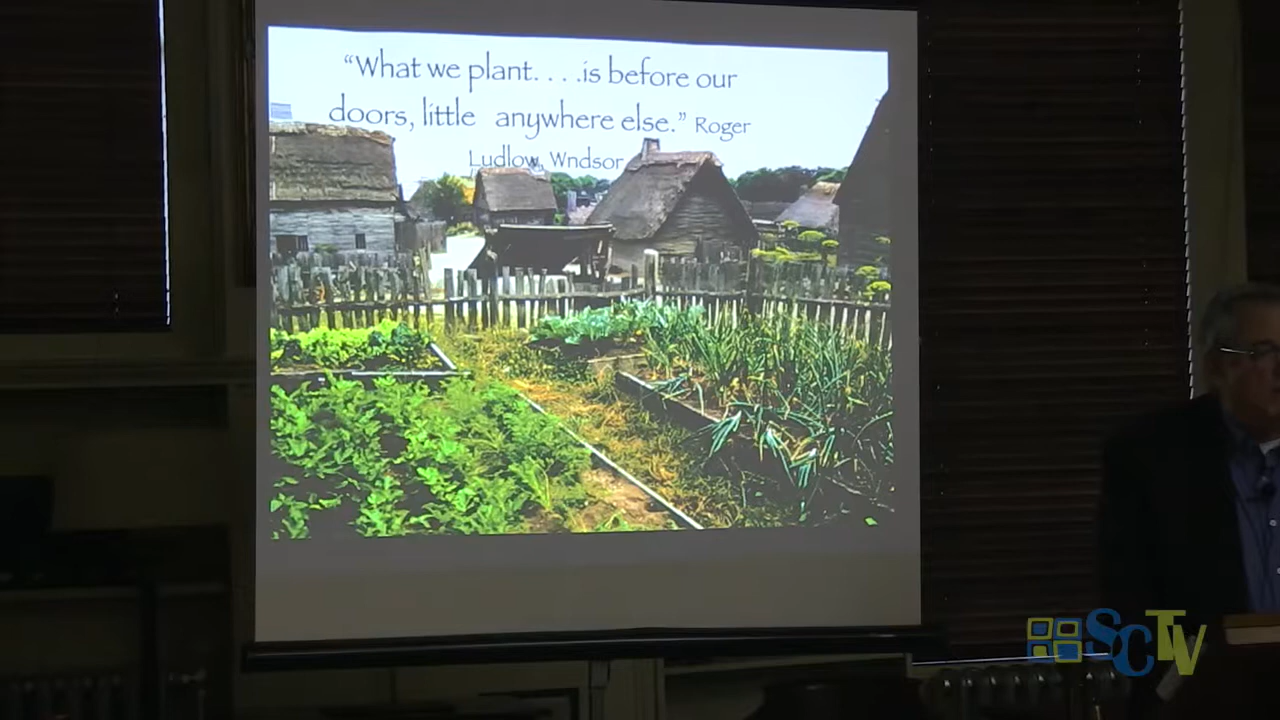 “What we plant. . . .is before our
doors, little anywhere else.” Roger
Ludlow, Wndsor
SCTV